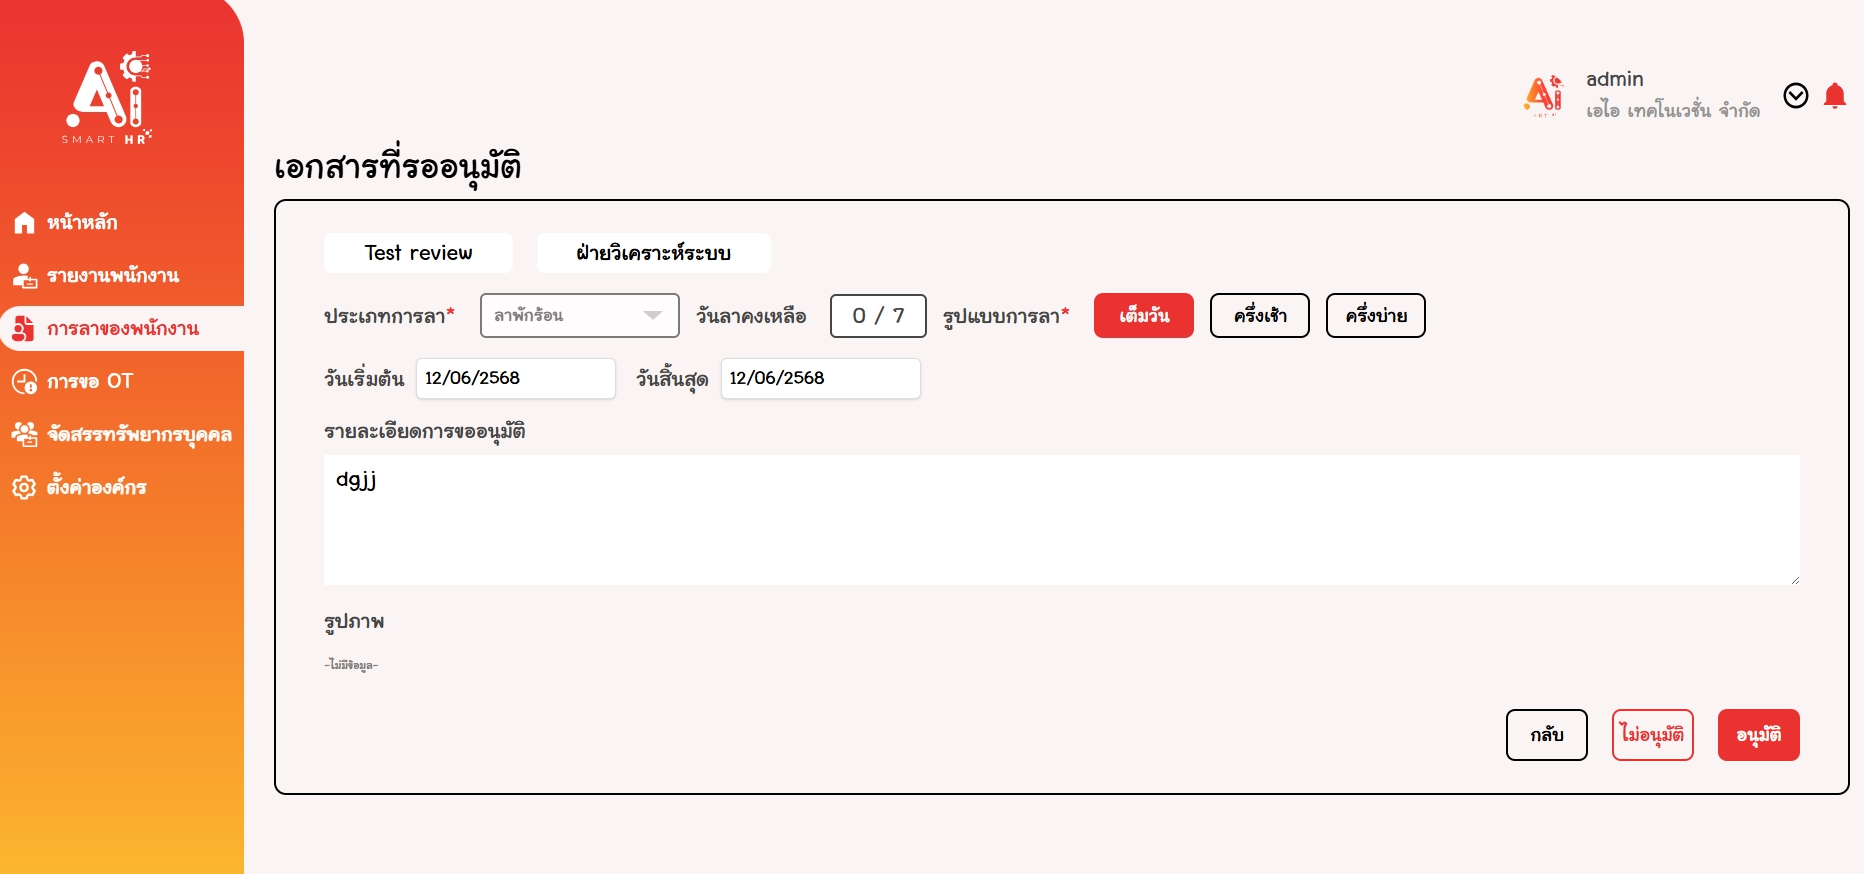 Ai
SMART HR
หน้าหลัก
รายงานพนักงาน
การลาของพนักงาน
การขอ OT
จัดสรรทรัพยากรบุคคล
ตั้งค่าองค์กร
admin
เอไอ เทคโนเวชั่น จำกัด
เอกสารที่รออนุมัติ
Test review ฝ่ายวิเคราะห์ระบบ
ประเภทการลา* ลาพักร้อน วันลาคงเหลือ 0 / 7 รูปแบบการลา* เต็มวัน ครึ่งเช้า ครึ่งบ่าย
วันเริ่มต้น 12/06/2568 วันสิ้นสุด 12/06/2568
รายละเอียดการขออนุมัติ
dgjj
รูปภาพ
-ไม่มีข้อมูล-
กลับ ไม่อนุมัติ อนุมัติ